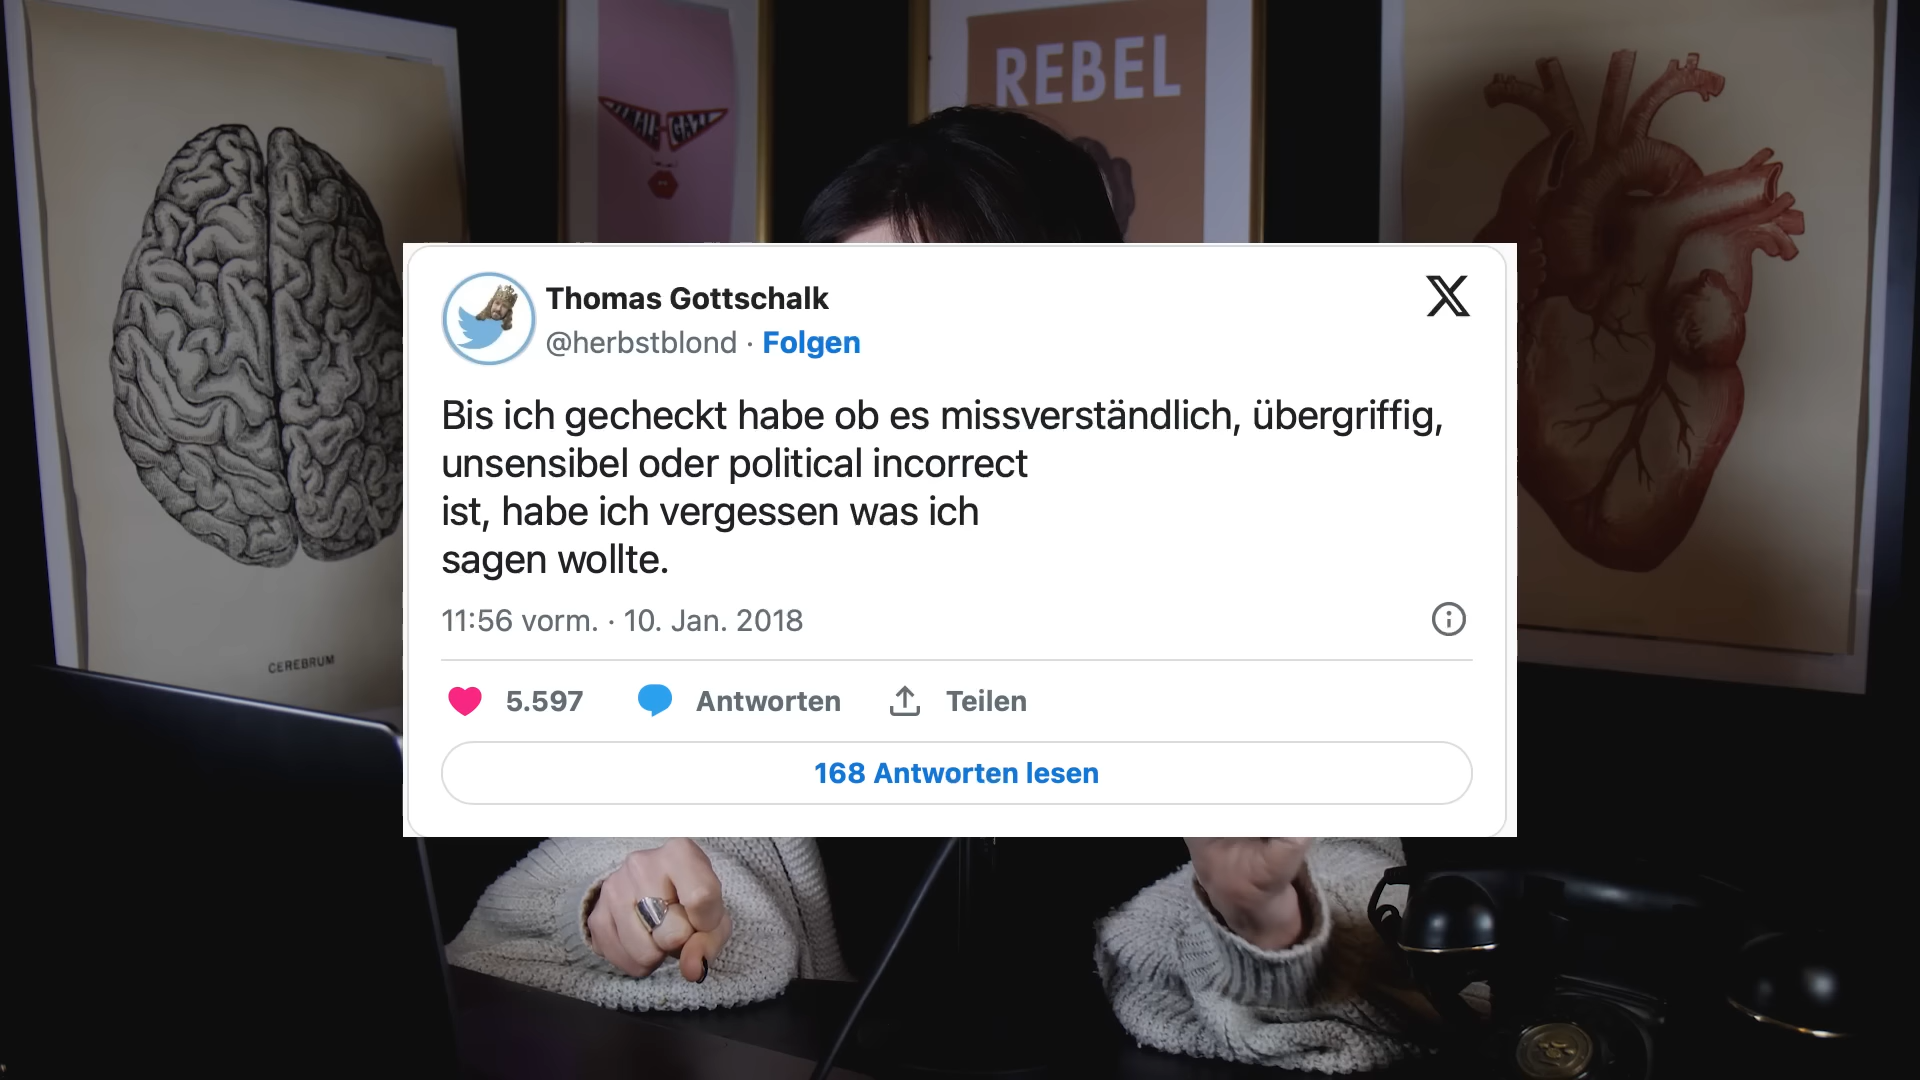 REBEL
MALE GAZE
Thomas Gottschalk
@herbstblond · Folgen
Bis ich gecheckt habe ob es missverständlich, übergriffig,
unsensibel oder political incorrect
ist, habe ich vergessen was ich
sagen wollte.
11:56 vorm. · 10. Jan. 2018
5.597 Antworten Teilen
168 Antworten lesen
CEREBRUM